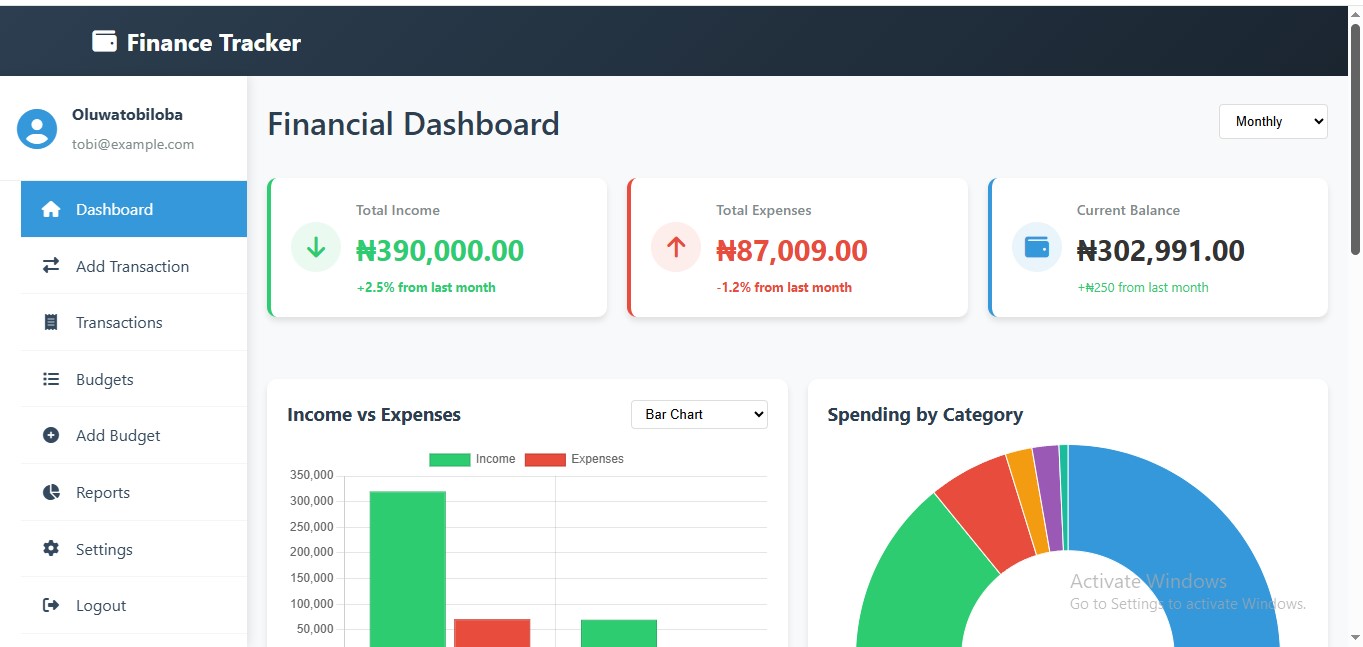 Finance Tracker
Oluwatobiloba
tobi@example.com
Dashboard
Add Transaction
Transactions
Budgets
Add Budget
Reports
Settings
Logout
Financial Dashboard
Monthly
Total Income
₦390,000.00
+2.5% from last month
Total Expenses
₦87,009.00
-1.2% from last month
Current Balance
₦302,991.00
+₦250 from last month
Income vs Expenses
Bar Chart
Income Expenses
350,000
300,000
250,000
200,000
150,000
100,000
50,000
Spending by Category
Activate Windows
Go to Settings to activate Windows.